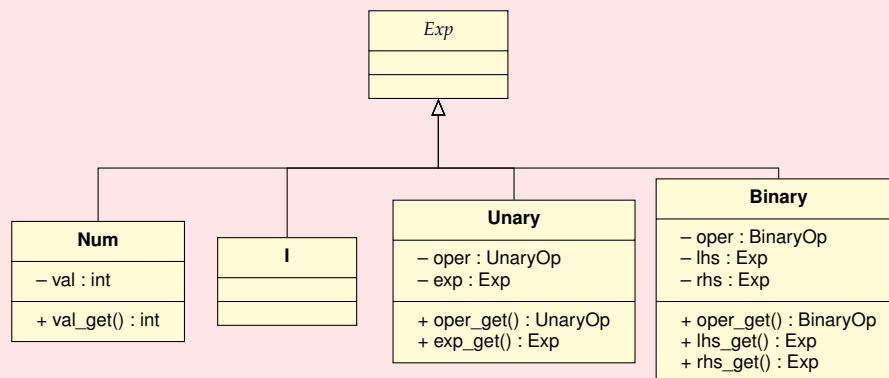 Exp
Num
– val : int
+ val_get() : int
I
Unary
– oper : UnaryOp
– exp : Exp
+ oper_get() : UnaryOp
+ exp_get() : Exp
Binary
– oper : BinaryOp
– lhs : Exp
– rhs : Exp
+ oper_get() : BinaryOp
+ lhs_get() : Exp
+ rhs_get() : Exp